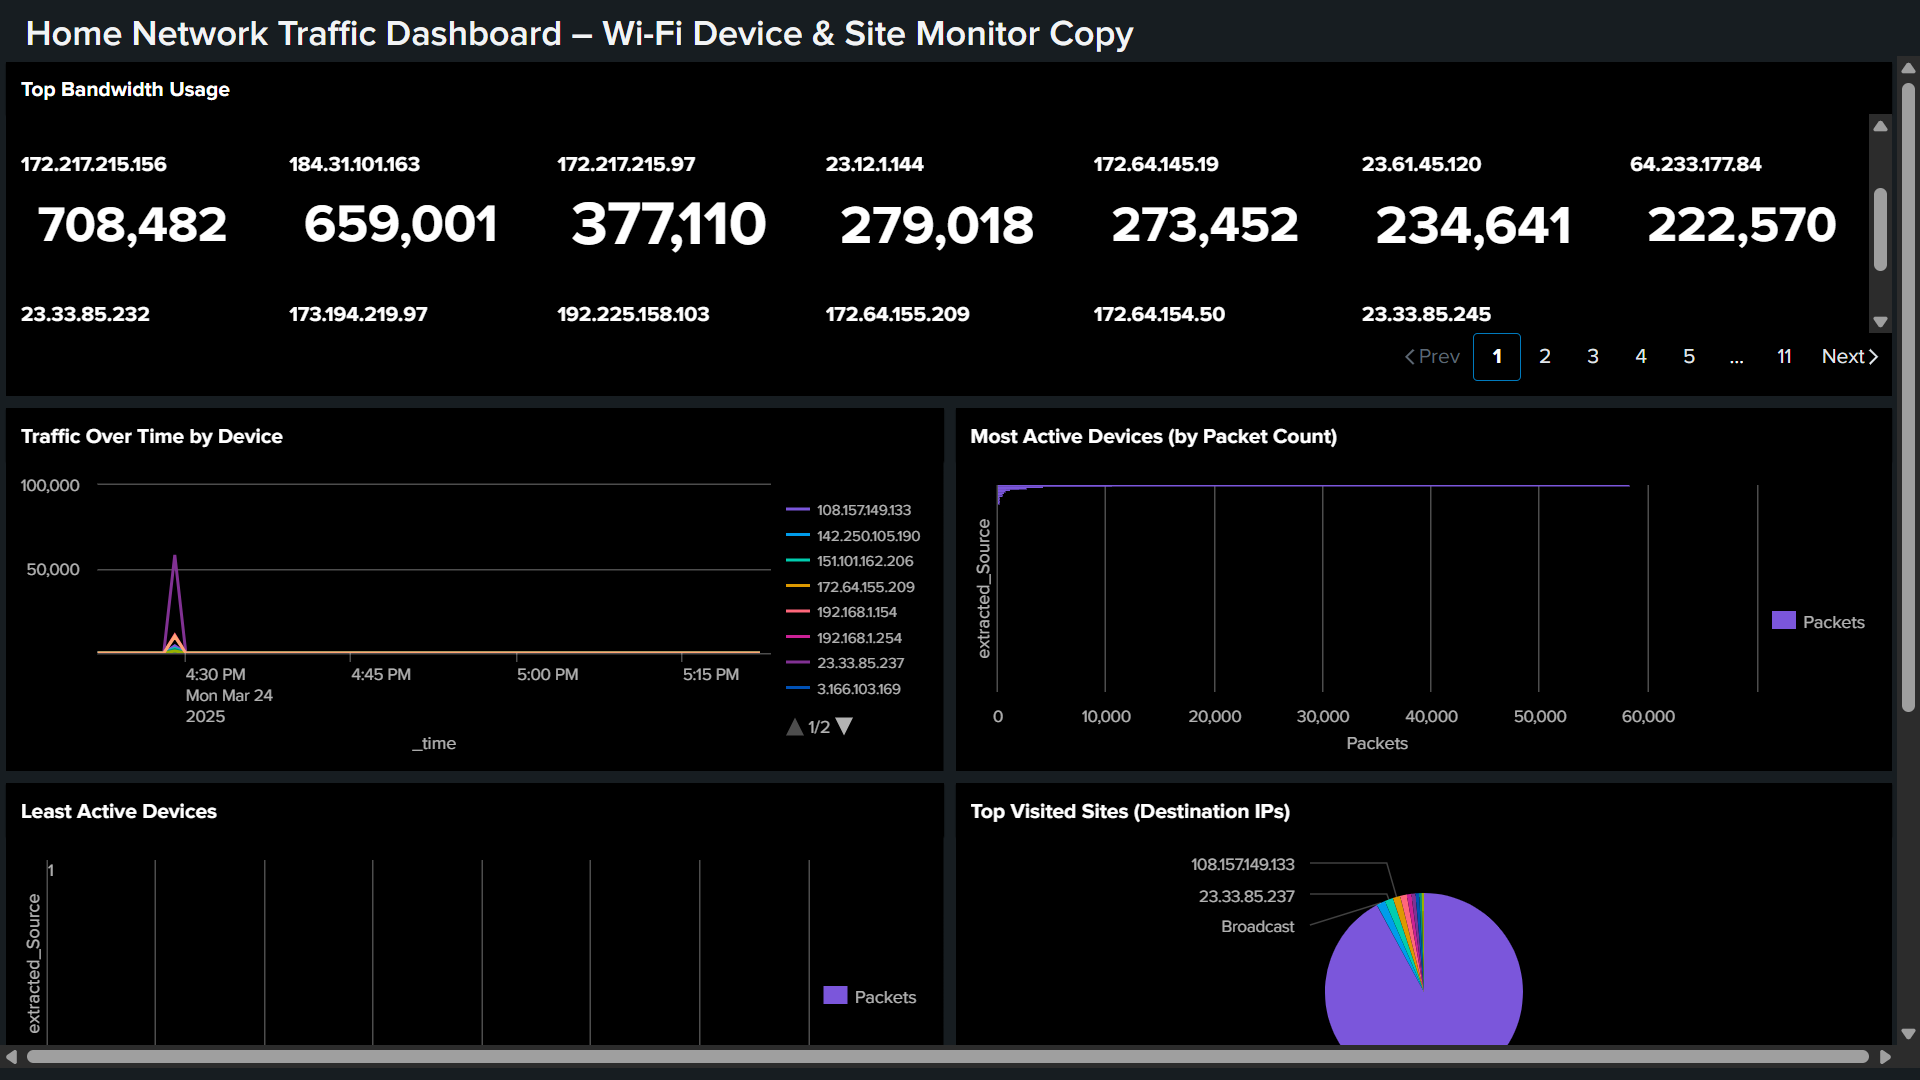 Home Network Traffic Dashboard – Wi-Fi Device & Site Monitor Copy
Top Bandwidth Usage
172.217.215.156 184.31.101.163 172.217.215.97 23.12.1.144 172.64.145.19 23.61.45.120 64.233.177.84
708,482 659,001 377,110 279,018 273,452 234,641 222,570
23.33.85.232 173.194.219.97 192.225.158.103 172.64.155.209 172.64.154.50 23.33.85.245
Prev 1 2 3 4 5 ... 11 Next
Traffic Over Time by Device
100,000
50,000
4:30 PM 4:45 PM 5:00 PM 5:15 PM
Mon Mar 24
2025
_time
108.157.149.133
142.250.105.190
151.101.162.206
172.64.155.209
192.168.1.154
192.168.1.254
23.33.85.237
3.166.103.169
1/2
Most Active Devices (by Packet Count)
extracted_Source
0 10,000 20,000 30,000 40,000 50,000 60,000
Packets
Packets
Least Active Devices
1
extracted_Source
Packets
Top Visited Sites (Destination IPs)
108.157.149.133
23.33.85.237
Broadcast